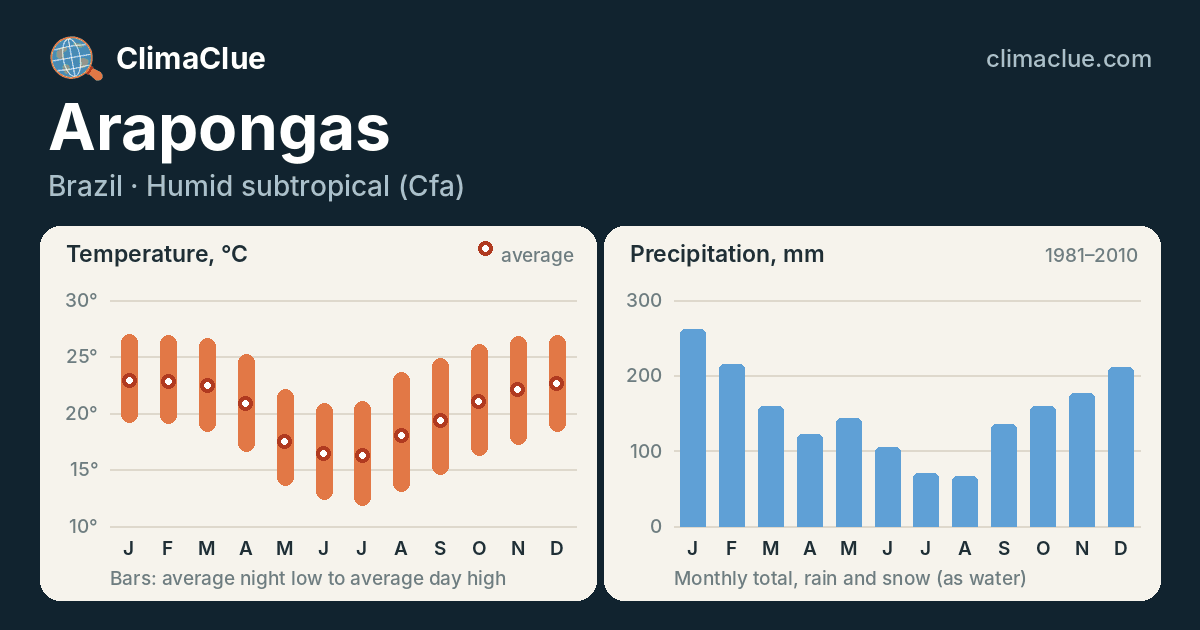 ClimaClue
climaclue.com
Arapongas
Brazil · Humid subtropical (Cfa)
Temperature, °C
average
30°
25°
20°
15°
10°
J F M A M J J A S O N D
Bars: average night low to average day high
Precipitation, mm
1981–2010
300
200
100
0
J F M A M J J A S O N D
Monthly total, rain and snow (as water)